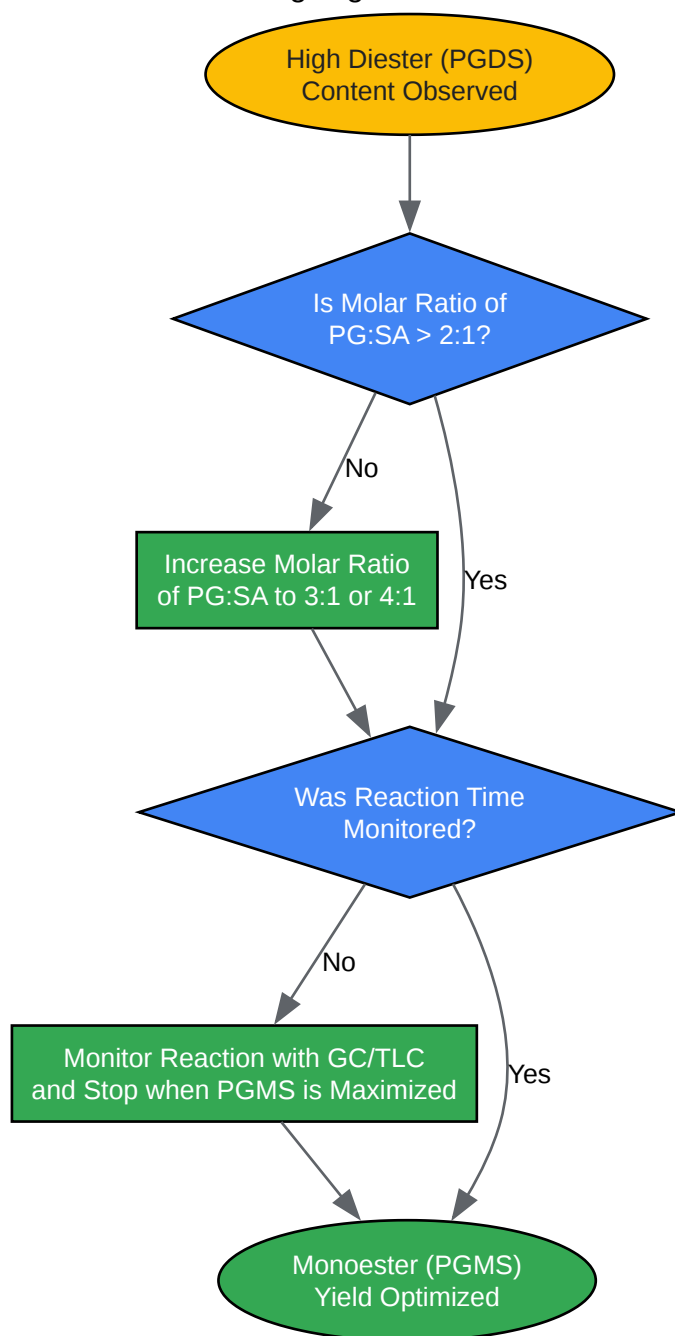 High Diester (PGDS)
Content Observed
Is Molar Ratio of
PG:SA > 2:1?
No
Increase Molar Ratio
of PG:SA to 3:1 or 4:1
Yes
Was Reaction Time
Monitored?
No
Monitor Reaction with GC/TLC
and Stop when PGMS is Maximized
Yes
Monoester (PGMS)
Yield Optimized